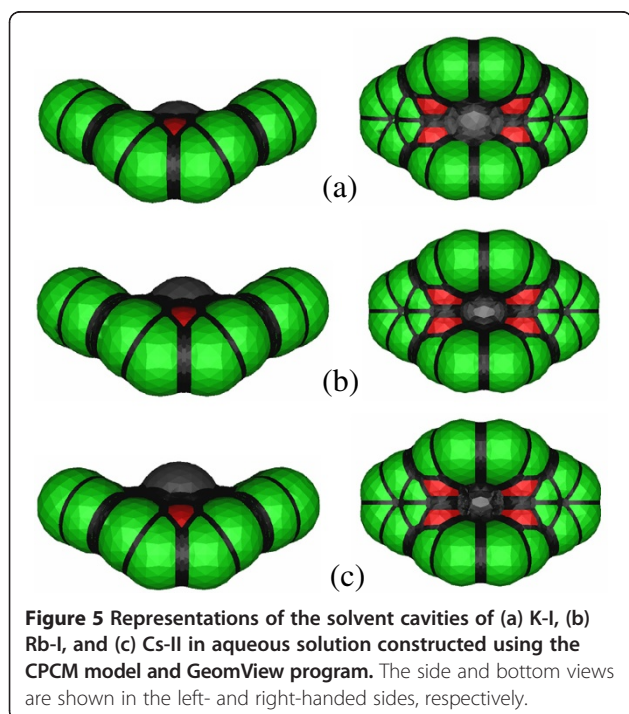 (a)
(b)
(c)
Figure 5 Representations of the solvent cavities of (a) K-I, (b)
Rb-I, and (c) Cs-II in aqueous solution constructed using the
CPCM model and GeomView program. The side and bottom views
are shown in the left- and right-handed sides, respectively.